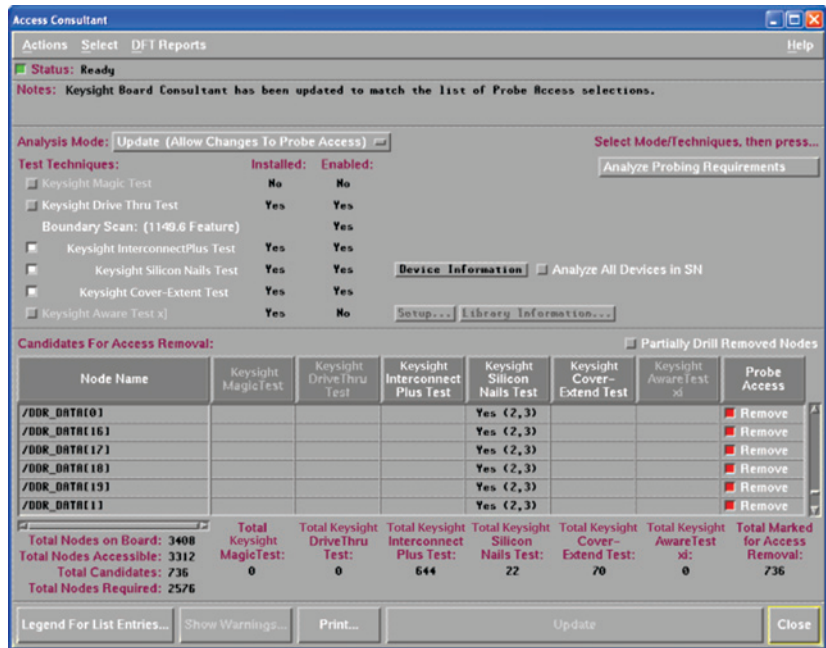 Access Consultant
Actions Select DFT Reports Help
Status: Ready
Notes: Keysight Board Consultant has been updated to match the list of Probe Access selections.
Analysis Mode: Update (Allow Changes To Probe Access) Select Mode/Techniques, then press...
Test Techniques: Installed: Enabled: Analyze Probing Requirements
Keysight Magic Test No No
Keysight Drive Thru Test Yes Yes
Boundary Scan: (1149.6 Feature) Yes
Keysight InterconnectPlus Test Yes Yes
Keysight Silicon Nails Test Yes Yes Device Information Analyze All Devices in SN
Keysight Cover-Extent Test Yes Yes
Keysight Aware Test x] Yes No Setup... Library Information...
Candidates For Access Removal: Partially Drill Removed Nodes
Node Name Keysight MagicTest Keysight DriveThru Test Keysight Interconnect Plus Test Keysight Silicon Nails Test Keysight Cover-Extend Test Keysight AwareTest xi Probe Access
/DDR_DATA[0] Yes (2,3) Remove
/DDR_DATA[16] Yes (2,3) Remove
/DDR_DATA[17] Yes (2,3) Remove
/DDR_DATA[18] Yes (2,3) Remove
/DDR_DATA[19] Yes (2,3) Remove
/DDR_DATA[1] Yes (2,3) Remove
Total Nodes on Board: 3408
Total Nodes Accessible: 3312
Total Candidates: 736
Total Nodes Required: 2576
Total Keysight MagicTest: 0
Total Keysight DriveThru Test: 0
Total Keysight Interconnect Plus Test: 644
Total Keysight Silicon Nails Test: 22
Total Keysight Cover-Extend Test: 70
Total Keysight AwareTest xi: 0
Total Marked for Access Removal: 736
Legend For List Entries... Show Warnings... Print... Update Close